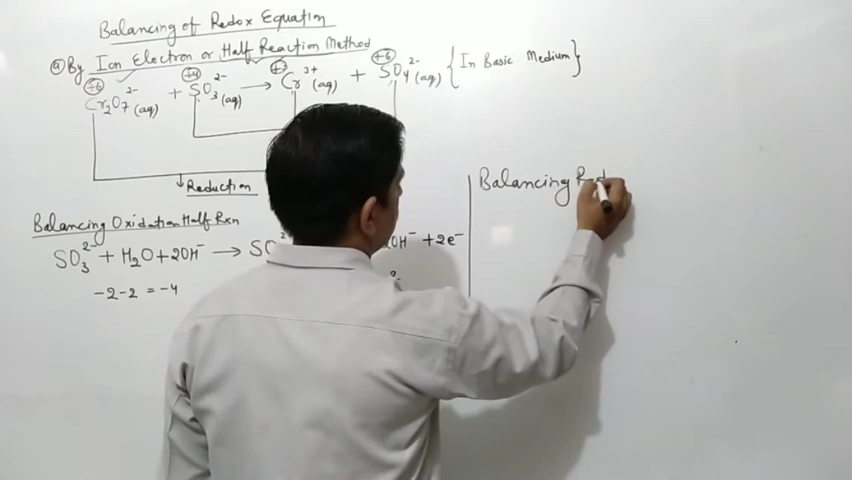 Balancing of Redox Equation
ⓐ By Ion Electron or Half Reaction Method
+6 +4 +3 +6
Cr₂O₇²⁻(aq) + SO₃²⁻(aq) → Cr³⁺(aq) + SO₄²⁻(aq) {In Basic Medium}
Reduction
Balancing Oxidation Half Rxn
SO₃²⁻ + H₂O + 2OH⁻ → SO
OH⁻ + 2e⁻
-2-2 = -4
Balancing Red